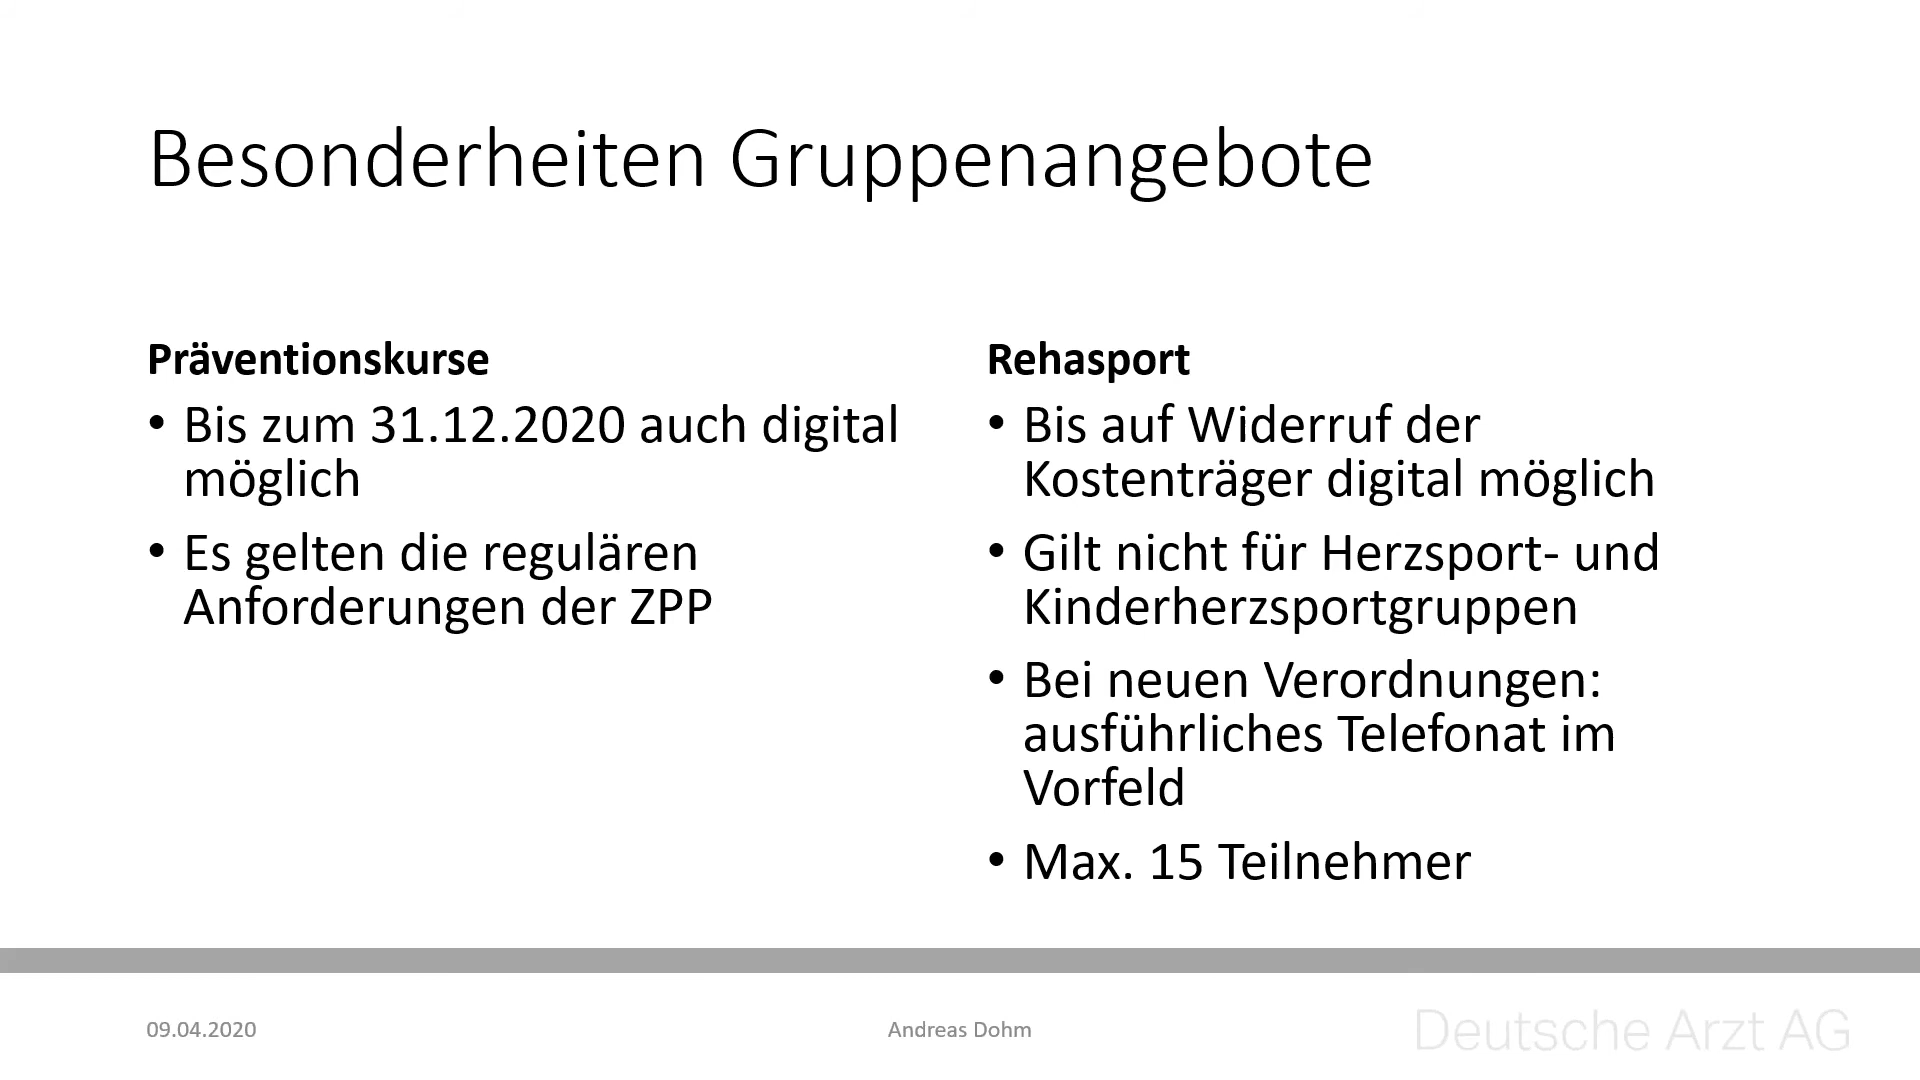 Besonderheiten Gruppenangebote
Präventionskurse
• Bis zum 31.12.2020 auch digital
möglich
• Es gelten die regulären
Anforderungen der ZPP
Rehasport
• Bis auf Widerruf der
Kostenträger digital möglich
• Gilt nicht für Herzsport- und
Kinderherzsportgruppen
• Bei neuen Verordnungen:
ausführliches Telefonat im
Vorfeld
• Max. 15 Teilnehmer
09.04.2020
Andreas Dohm
Deutsche Arzt AG